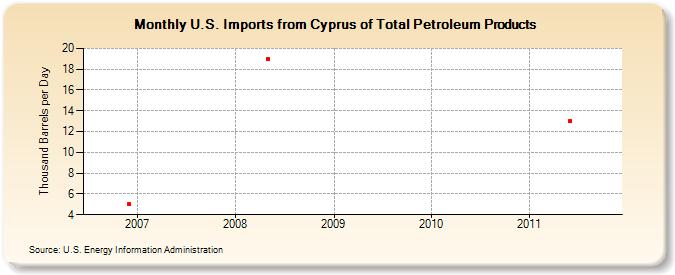 Monthly U.S. Imports from Cyprus of Total Petroleum Products
Thousand Barrels per Day
20
18
16
14
12
10
8
6
4
2007 2008 2009 2010 2011
Source: U.S. Energy Information Administration